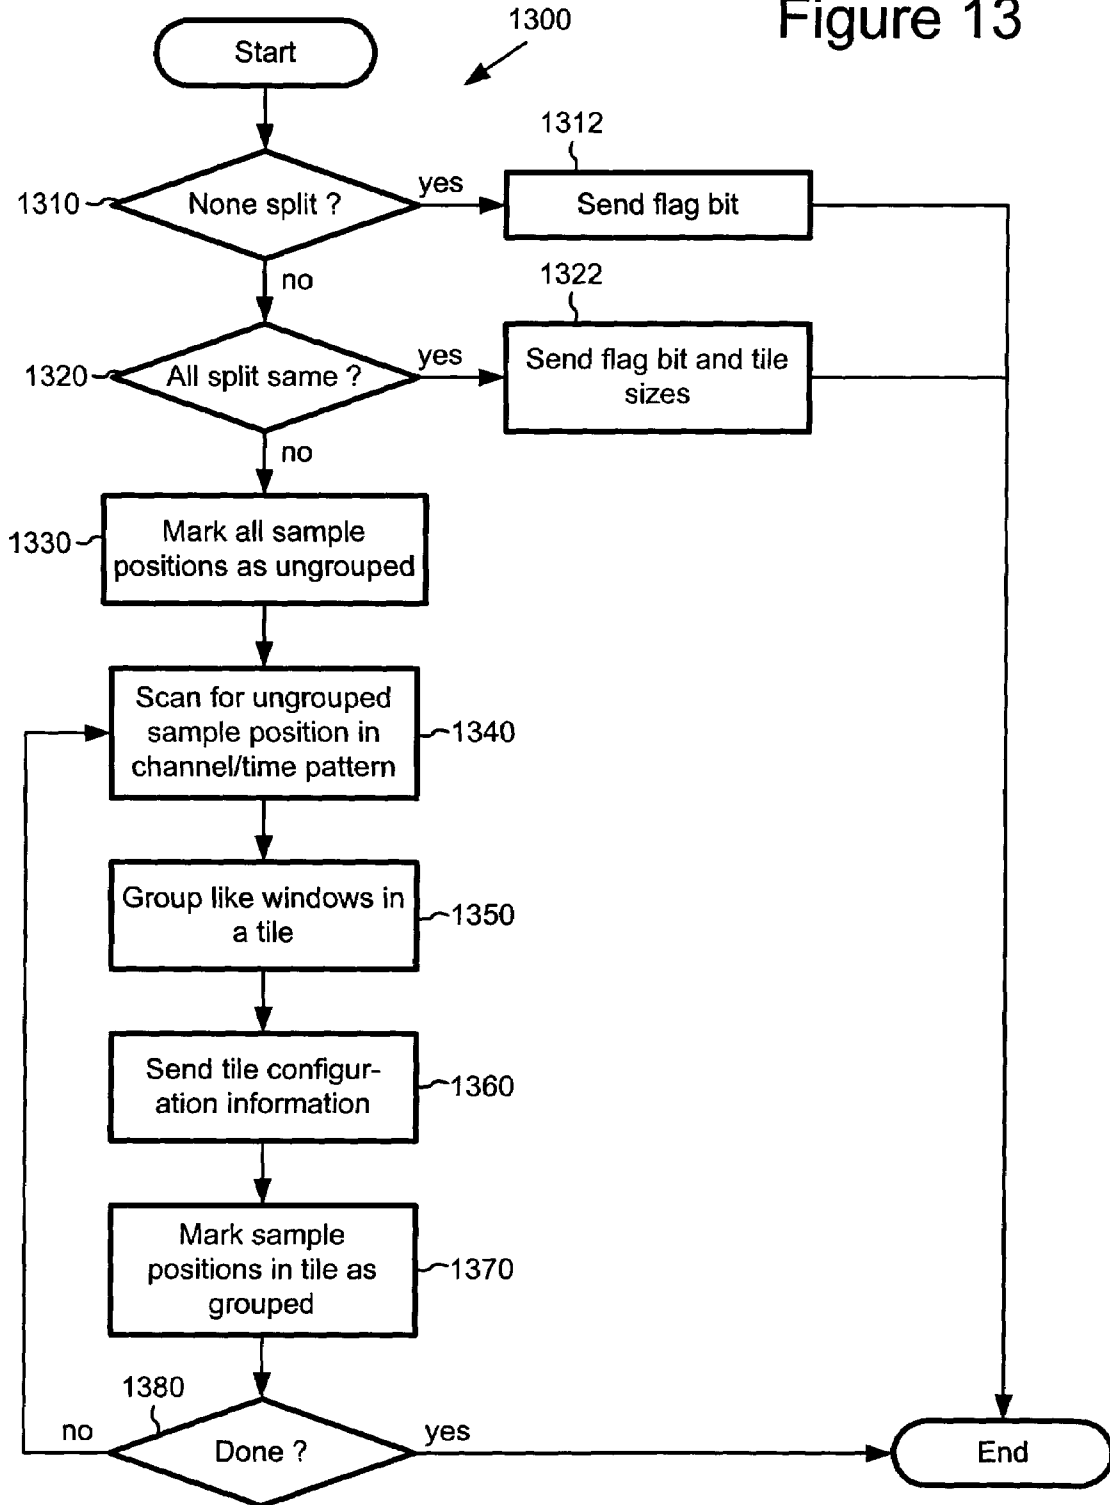 Figure 13
1300
Start
1312
1310
None split ?
yes
Send flag bit
no
1322
1320
All split same ?
yes
Send flag bit and tile
sizes
no
1330
Mark all sample
positions as ungrouped
Scan for ungrouped
sample position in
channel/time pattern
1340
Group like windows in
a tile
1350
Send tile configur-
ation information
1360
Mark sample
positions in tile as
grouped
1370
1380
no
Done ?
yes
End